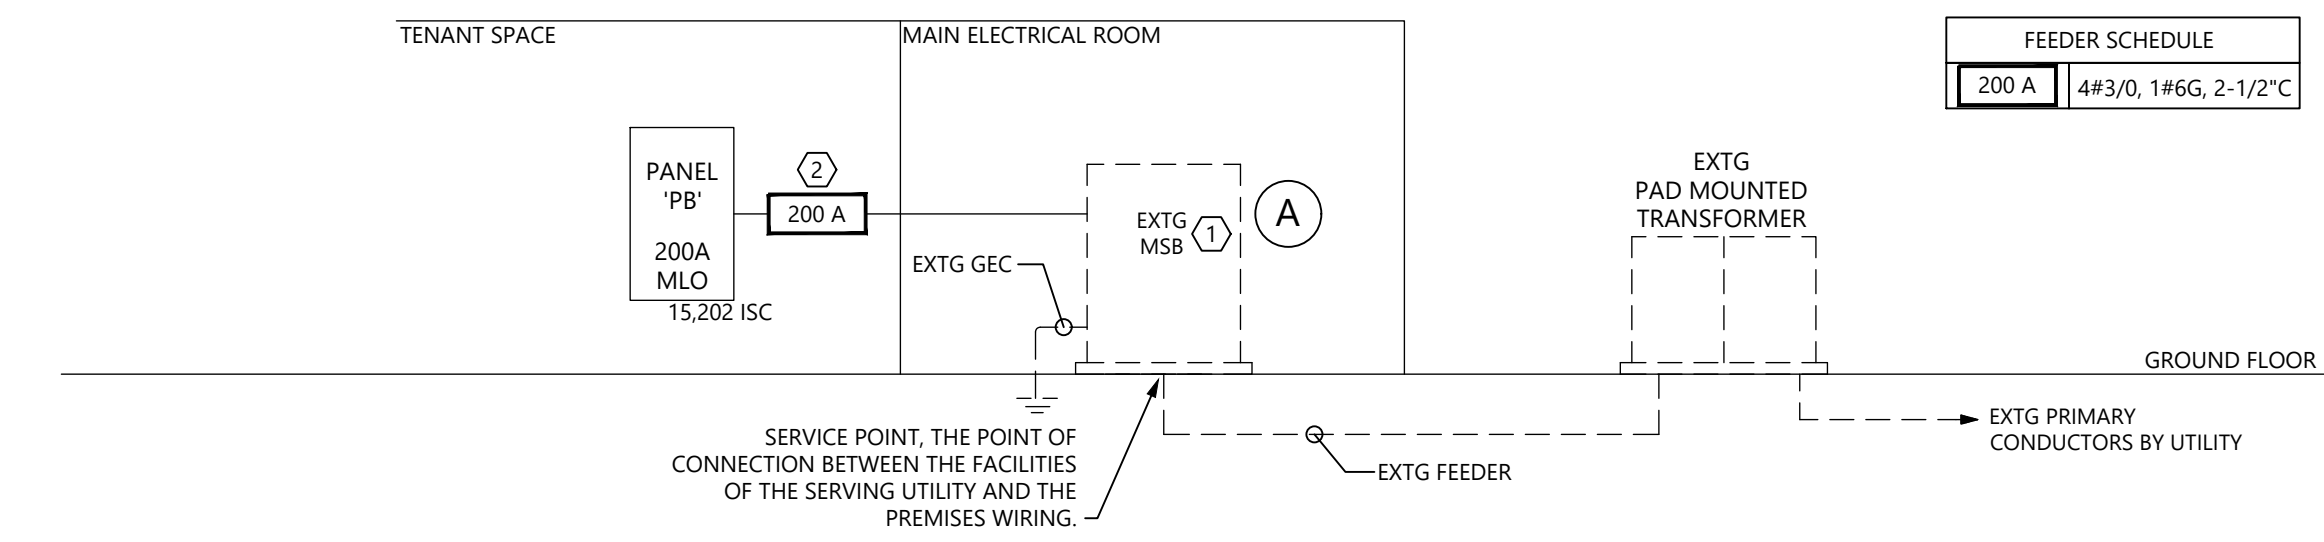 TENANT SPACE
MAIN ELECTRICAL ROOM
FEEDER SCHEDULE
200 A
4#3/0, 1#6G, 2-1/2"C
PANEL
'PB'
200A
MLO
15,202 ISC
2
200 A
EXTG
MSB
1
A
EXTG GEC
EXTG
PAD MOUNTED
TRANSFORMER
GROUND FLOOR
SERVICE POINT, THE POINT OF
CONNECTION BETWEEN THE FACILITIES
OF THE SERVING UTILITY AND THE
PREMISES WIRING.
EXTG FEEDER
EXTG PRIMARY
CONDUCTORS BY UTILITY